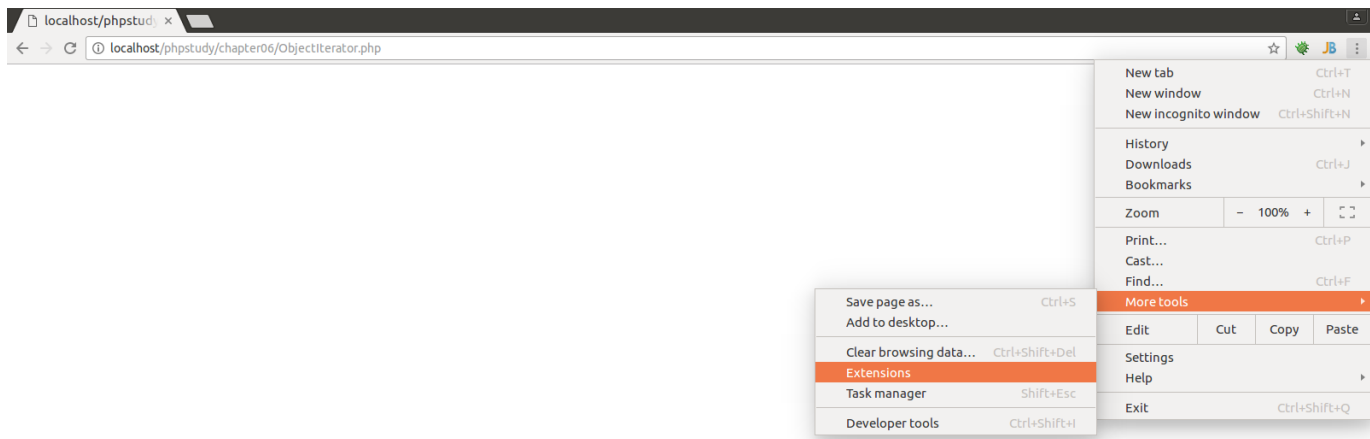 localhost/phpstud
localhost/phpstudy/chapter06/ObjectIterator.php
JB
New tab Ctrl+T
New window Ctrl+N
New incognito window Ctrl+Shift+N
History
Downloads Ctrl+J
Bookmarks
Zoom − 100% +
Print... Ctrl+P
Cast...
Find... Ctrl+F
More tools
Edit Cut Copy Paste
Settings
Help
Exit Ctrl+Shift+Q
Save page as... Ctrl+S
Add to desktop...
Clear browsing data... Ctrl+Shift+Del
Extensions
Task manager Shift+Esc
Developer tools Ctrl+Shift+I